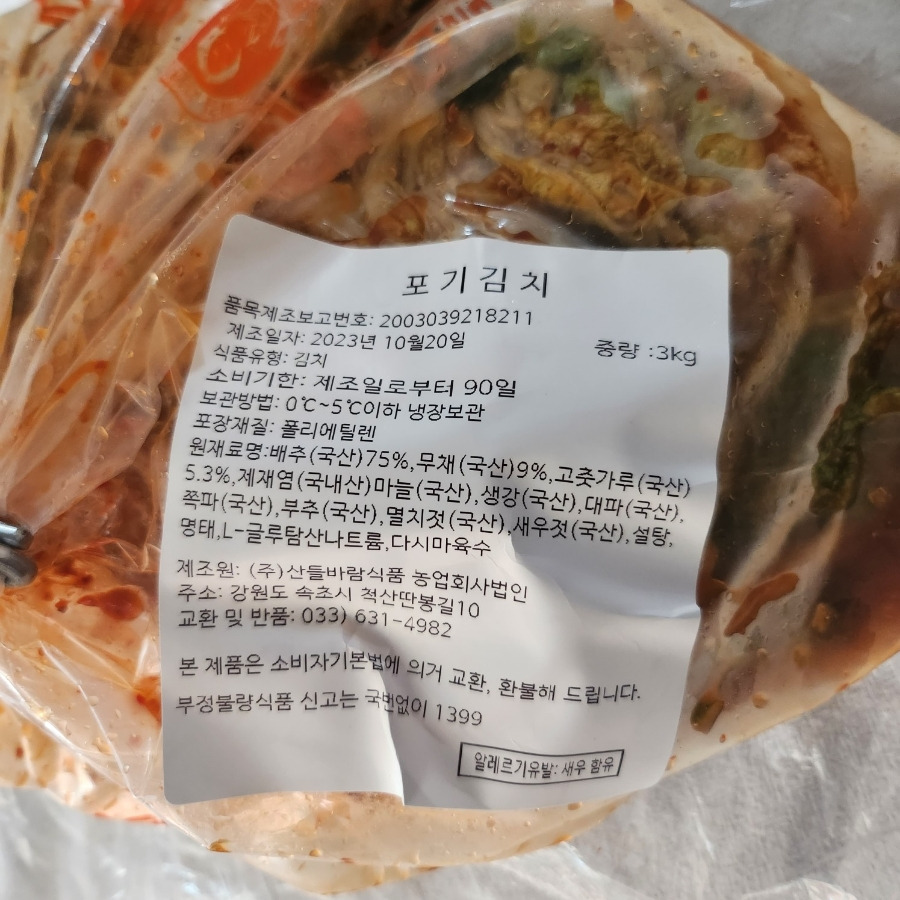 포기김치
품목제조보고번호: 2003039218211
제조일자: 2023년 10월20일
중량 :3kg
식품유형: 김치
소비기한: 제조일로부터 90일
보관방법: 0℃~5℃이하 냉장보관
포장재질: 폴리에틸렌
원재료명:배추(국산)75%,무채(국산)9%,고춧가루(국산)
5.3%,제재염(국내산)마늘(국산),생강(국산),대파(국산),
쪽파(국산),부추(국산),멸치젓(국산),새우젓(국산),설탕,
명태,L-글루탐산나트륨,다시마육수
제조원: (주)산들바람식품 농업회사법인
주소: 강원도 속초시 척산딴봉길10
교환 및 반품: 033) 631-4982
본 제품은 소비자기본법에 의거 교환, 환불해 드립니다.
부정불량식품 신고는 국번없이 1399
알레르기유발: 새우 함유